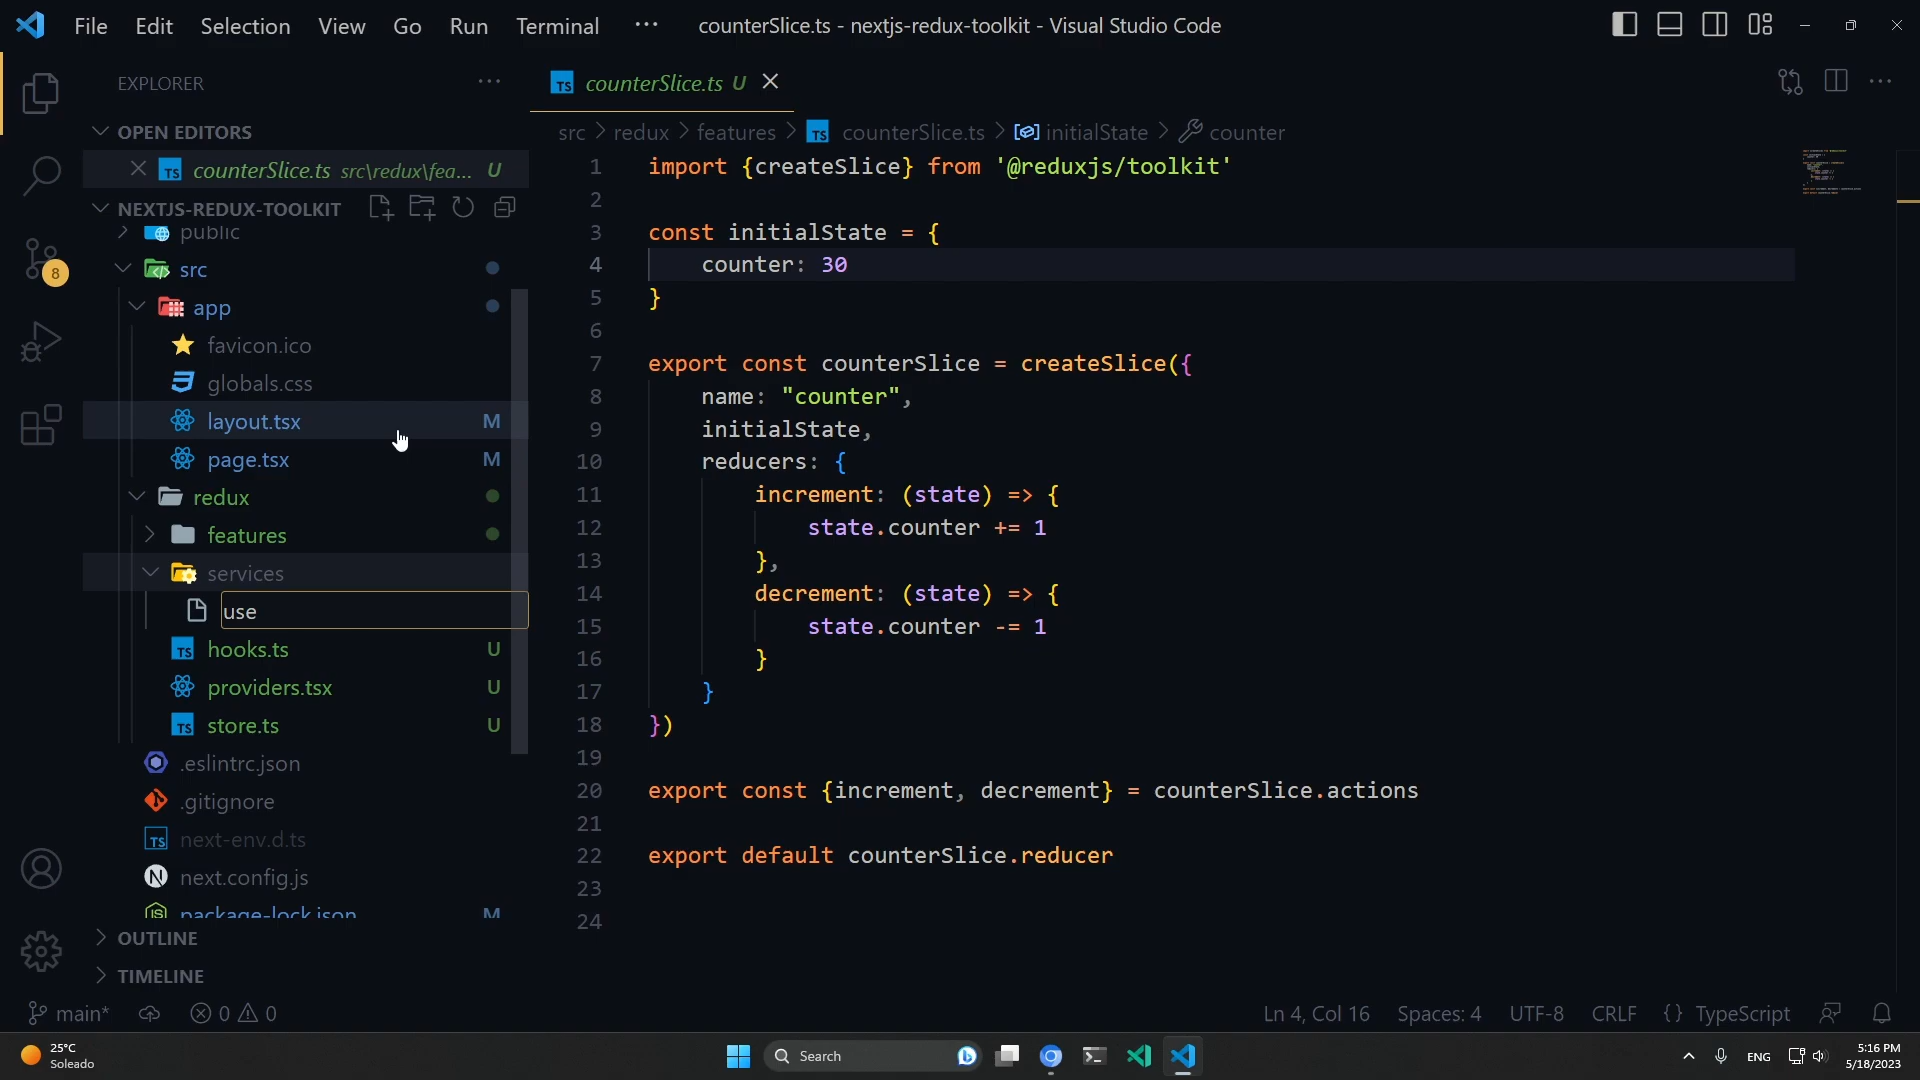 File Edit Selection View Go Run Terminal ··· counterSlice.ts - nextjs-redux-toolkit - Visual Studio Code
EXPLORER ···
OPEN EDITORS
TS counterSlice.ts src\redux\fea... U
NEXTJS-REDUX-TOOLKIT
public
src
app
favicon.ico
globals.css
layout.tsx M
page.tsx M
redux
features
services
use
TS hooks.ts U
providers.tsx U
TS store.ts U
.eslintrc.json
.gitignore
TS next-env.d.ts
N next.config.js
package-lock.json M
OUTLINE
TIMELINE
8
TS counterSlice.ts U
src > redux > features > TS counterSlice.ts > initialState > counter
1 import {createSlice} from '@reduxjs/toolkit'
2
3 const initialState = {
4 counter: 30
5 }
6
7 export const counterSlice = createSlice({
8 name: "counter",
9 initialState,
10 reducers: {
11 increment: (state) => {
12 state.counter += 1
13 },
14 decrement: (state) => {
15 state.counter -= 1
16 }
17 }
18 })
19
20 export const {increment, decrement} = counterSlice.actions
21
22 export default counterSlice.reducer
23
24
main* 0 0 Ln 4, Col 16 Spaces: 4 UTF-8 CRLF {} TypeScript
25°C
Soleado
Search
ENG
5:16 PM
5/18/2023